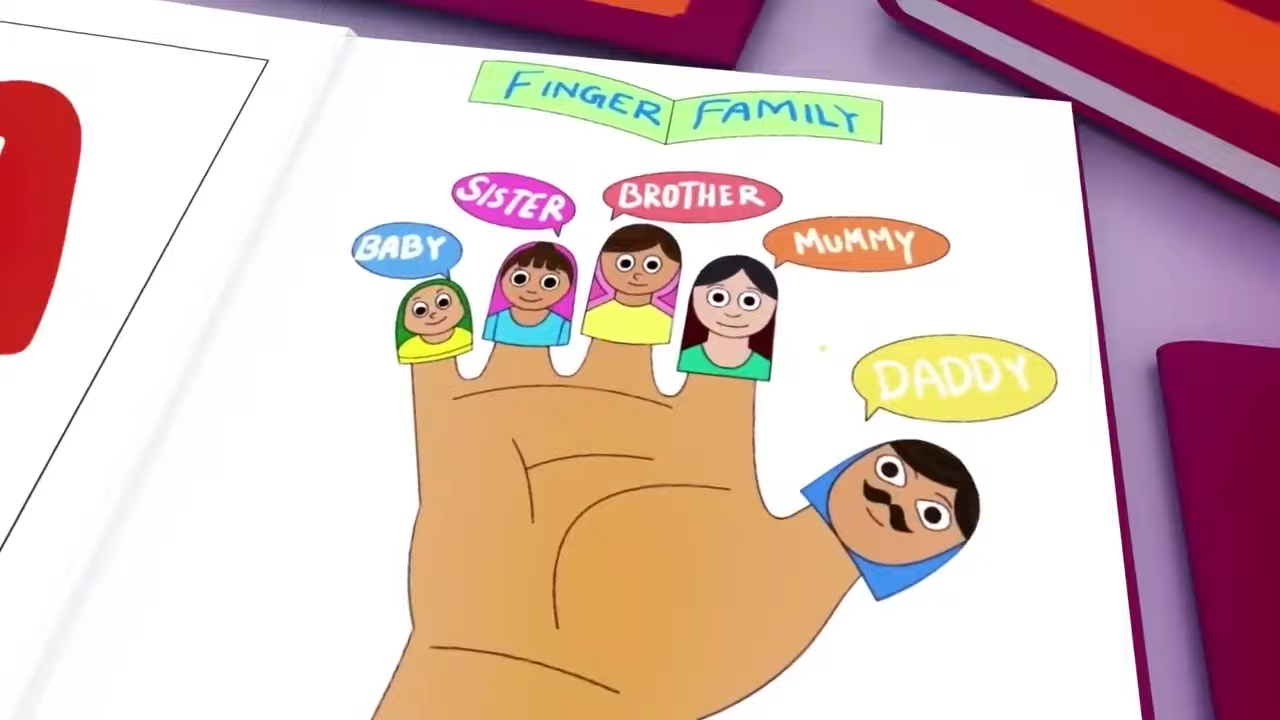 FINGER FAMILY
SISTER
BROTHER
BABY
MUMMY
DADDY